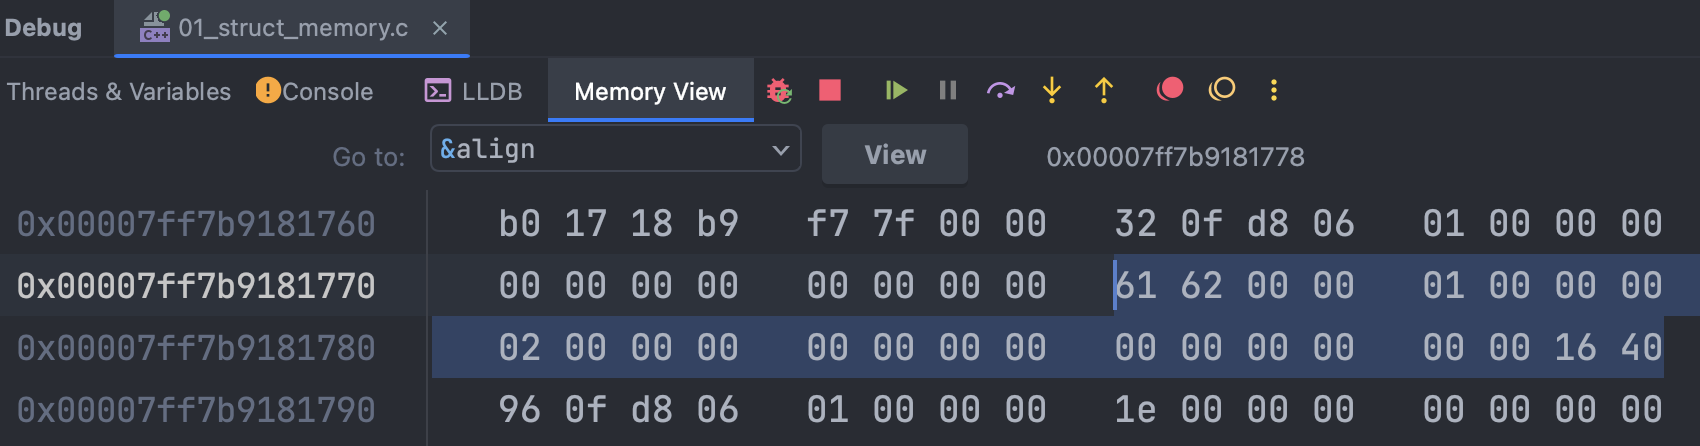 Debug 01_struct_memory.c ×
Threads & Variables ! Console LLDB Memory View
Go to: &align View 0x00007ff7b9181778
0x00007ff7b9181760 b0 17 18 b9 f7 7f 00 00 32 0f d8 06 01 00 00 00
0x00007ff7b9181770 00 00 00 00 00 00 00 00 61 62 00 00 01 00 00 00
0x00007ff7b9181780 02 00 00 00 00 00 00 00 00 00 00 00 00 00 16 40
0x00007ff7b9181790 96 0f d8 06 01 00 00 00 1e 00 00 00 00 00 00 00